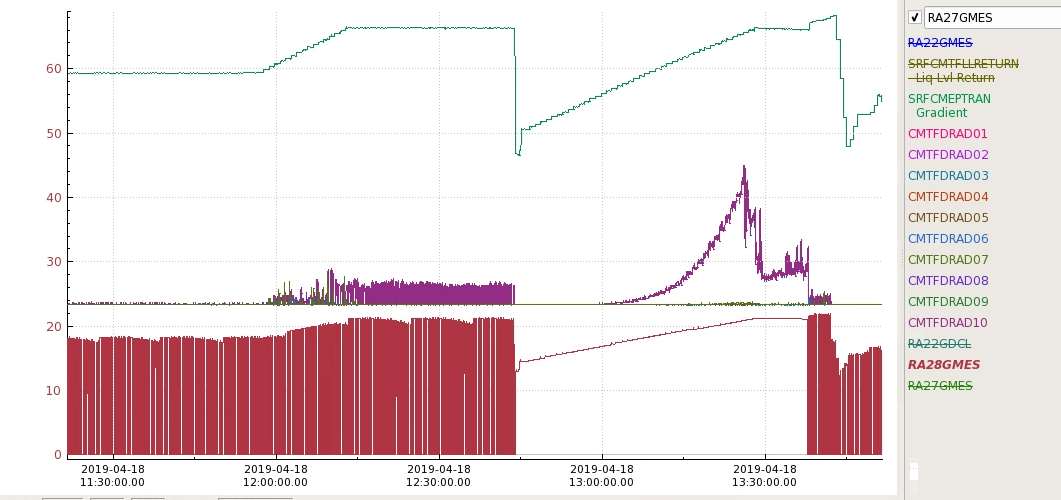 ✔ RA27GMES
RA22GMES
SRFCMTFLLRETURN
Liq Lvl Return
SRFCMEPTRAN
Gradient
CMTFDRAD01
CMTFDRAD02
CMTFDRAD03
CMTFDRAD04
CMTFDRAD05
CMTFDRAD06
CMTFDRAD07
CMTFDRAD08
CMTFDRAD09
CMTFDRAD10
RA22GDCL
RA28GMES
RA27GMES
60
50
40
30
20
10
0
2019-04-18 2019-04-18 2019-04-18 2019-04-18 2019-04-18
11:30:00.00 12:00:00.00 12:30:00.00 13:00:00.00 13:30:00.00